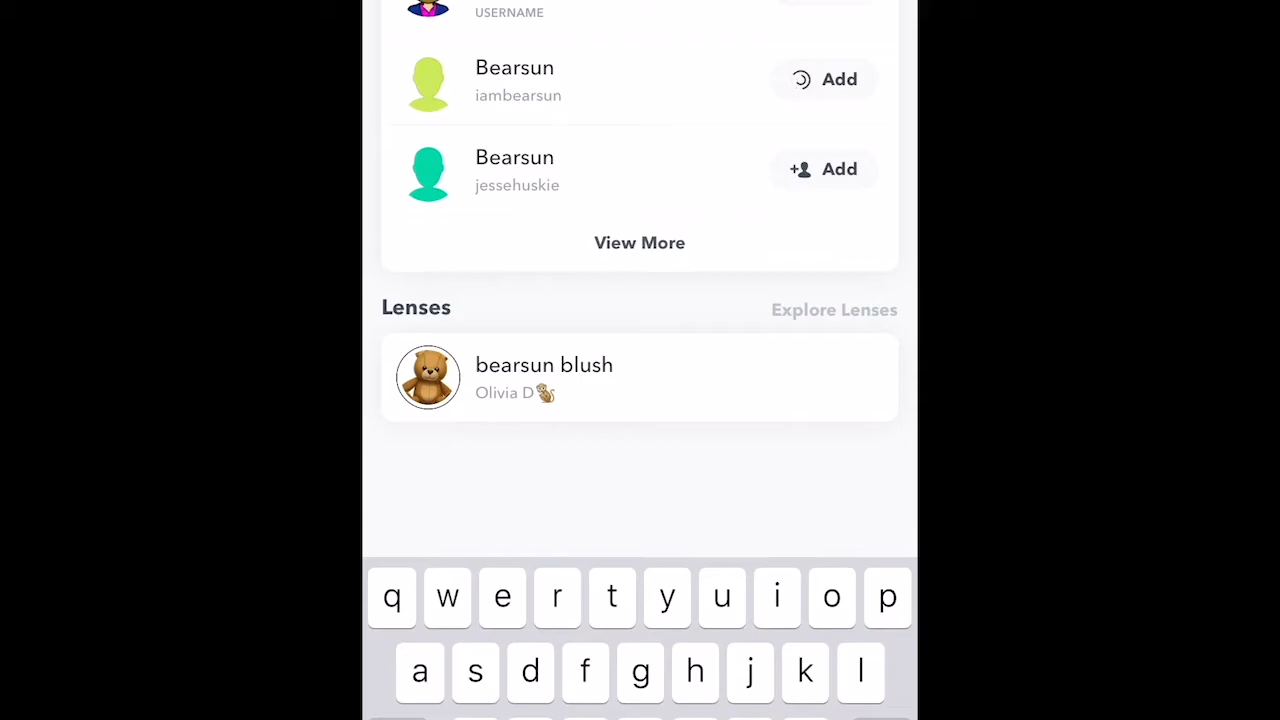 USERNAME
Bearsun
iambearsun
Add
Bearsun
jessehuskie
Add
View More
Lenses
Explore Lenses
bearsun blush
Olivia D🐒
q w e r t y u i o p
a s d f g h j k l